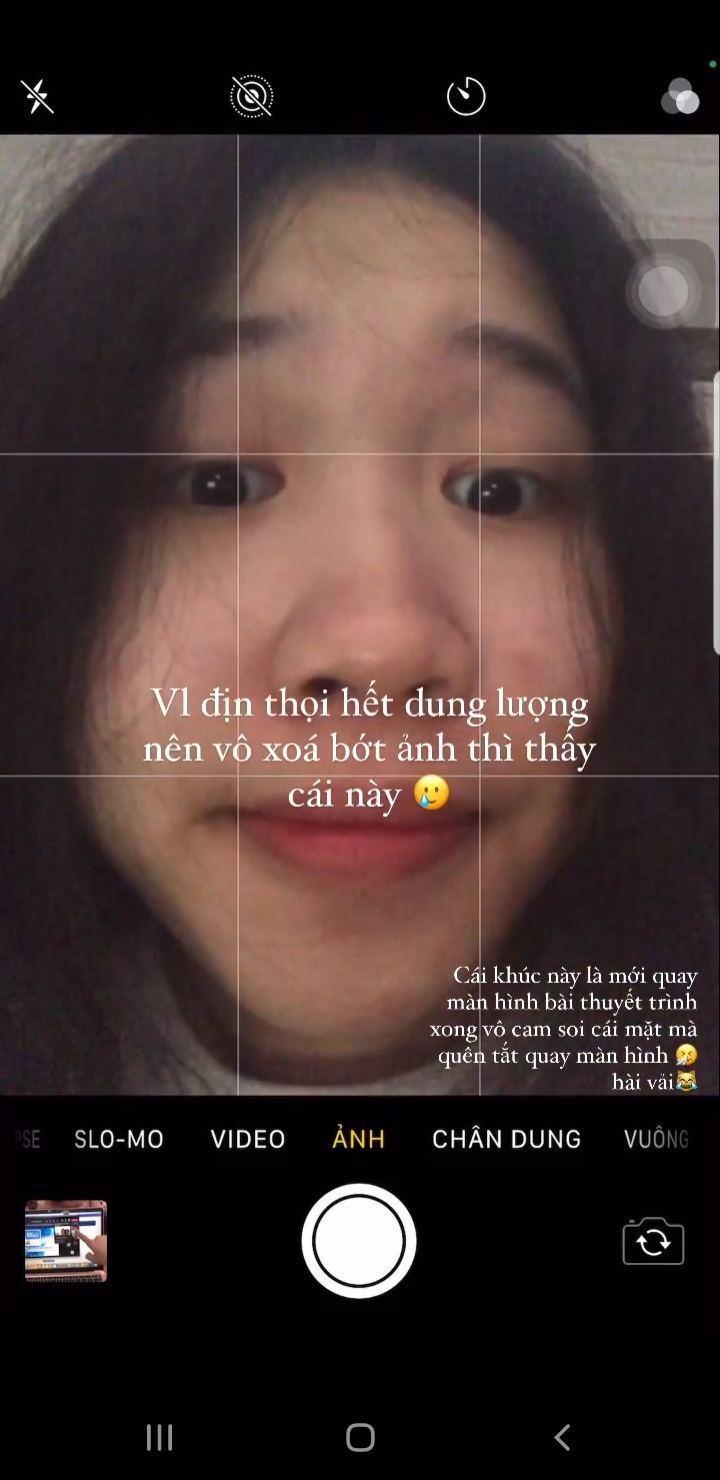 Vl địn thọi hết dung lượng
nên vô xoá bớt ảnh thì thấy
cái này 🥲
Cái khúc này là mới quay
màn hình bài thuyết trình
xong vô cam soi cái mặt mà
quên tắt quay màn hình 🤧
hài vải😹
SLO-MO VIDEO ẢNH CHÂN DUNG VUÔNG